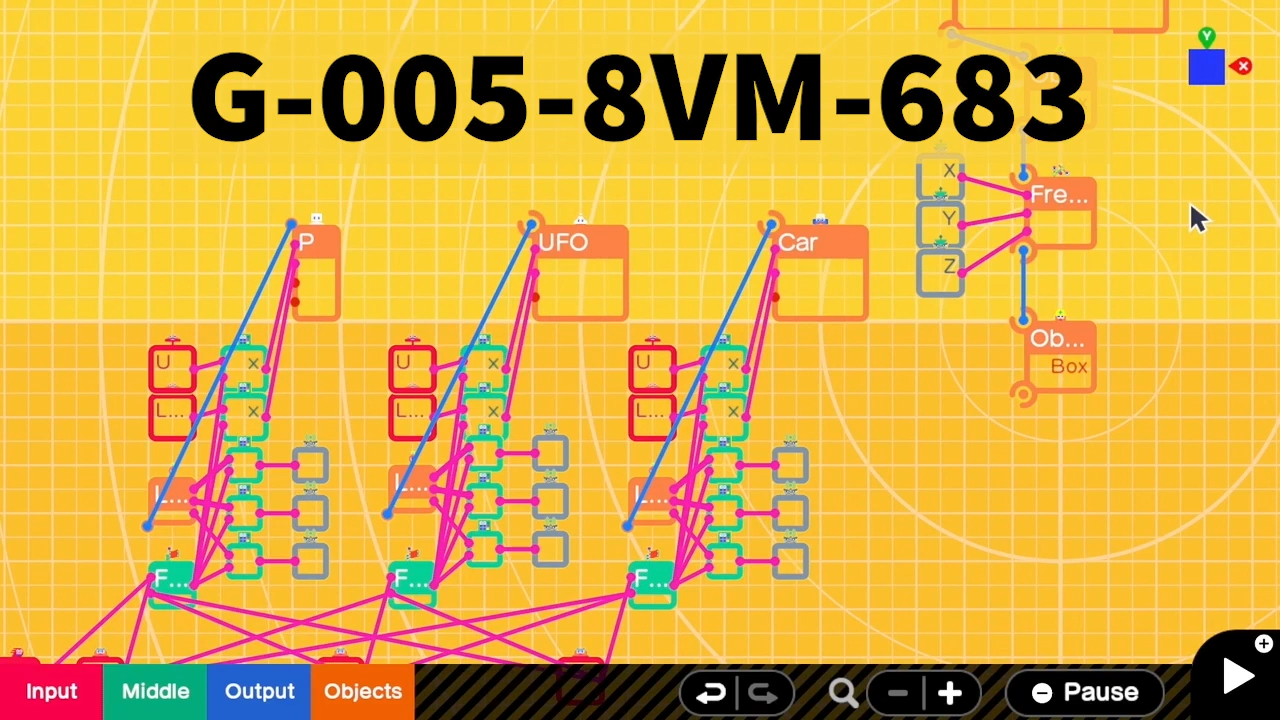 G-005-8VM-683
X
Y
Z
Fre...
P
UFO
Car
Ob...
Box
U
X
U
X
U
X
L...
X
L...
X
L...
X
L...
L...
L...
F...
F...
F...
Y
X
Input
Middle
Output
Objects
Pause